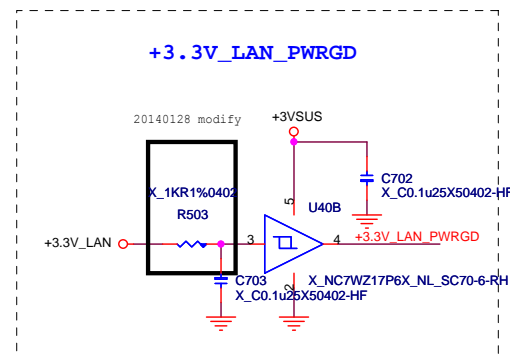 +3.3V_LAN_PWRGD
20140128 modify
+3VSUS
C702
X_C0.1u25X50402-HF
5
U40B
X_1KR1%0402
R503
+3.3V_LAN
3
4
+3.3V_LAN_PWRGD
2
X_NC7WZ17P6X_NL_SC70-6-RH
C703
X_C0.1u25X50402-HF